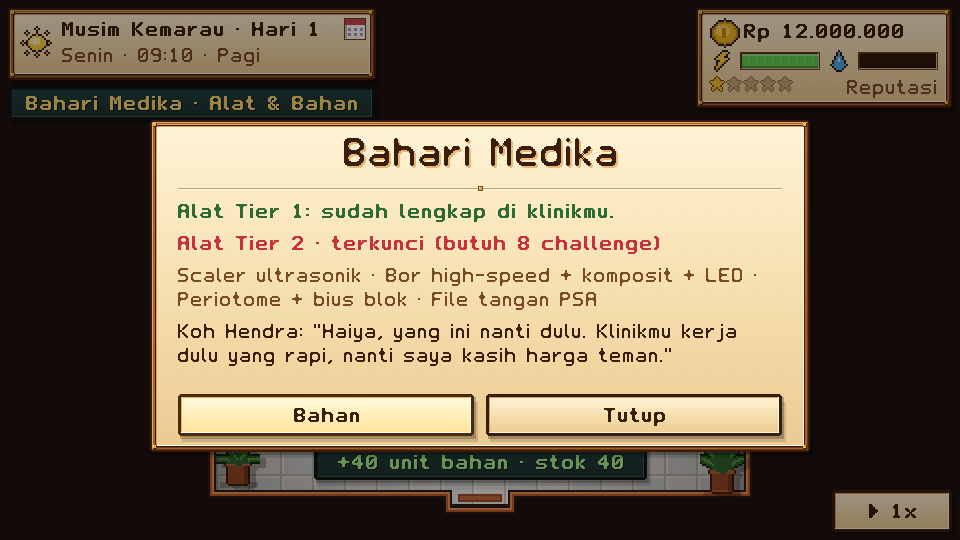 Musim Kemarau · Hari 1
Senin · 09:10 · Pagi
Rp 12.000.000
Reputasi
Bahari Medika · Alat & Bahan
Bahari Medika
Alat Tier 1: sudah lengkap di klinikmu.
Alat Tier 2 · terkunci (butuh 8 challenge)
Scaler ultrasonik · Bor high-speed + komposit + LED ·
Periotome + bius blok · File tangan PSA
Koh Hendra: "Haiya, yang ini nanti dulu. Klinikmu kerja
dulu yang rapi, nanti saya kasih harga teman."
Bahan
Tutup
+40 unit bahan · stok 40
1x